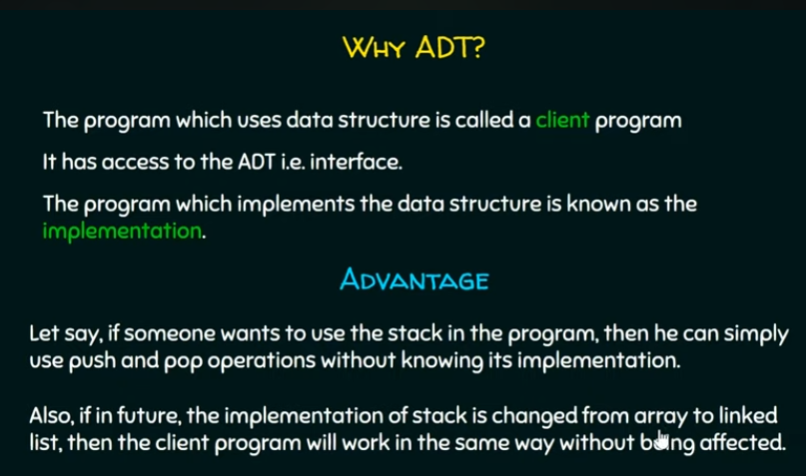 Why ADT?
The program which uses data structure is called a client program
It has access to the ADT i.e. interface.
The program which implements the data structure is known as the
implementation.
Advantage
Let say, if someone wants to use the stack in the program, then he can simply
use push and pop operations without knowing its implementation.
Also, if in future, the implementation of stack is changed from array to linked
list, then the client program will work in the same way without being affected.